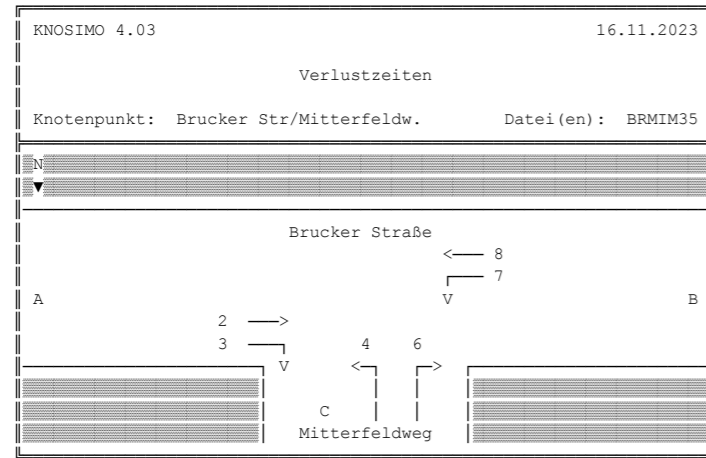 KNOSIMO 4.03 16.11.2023
Verlustzeiten
Knotenpunkt: Brucker Str/Mitterfeldw. Datei(en): BRMIM35
N
Brucker Straße
8
7
A V B
2
3 4 6
V
C
Mitterfeldweg